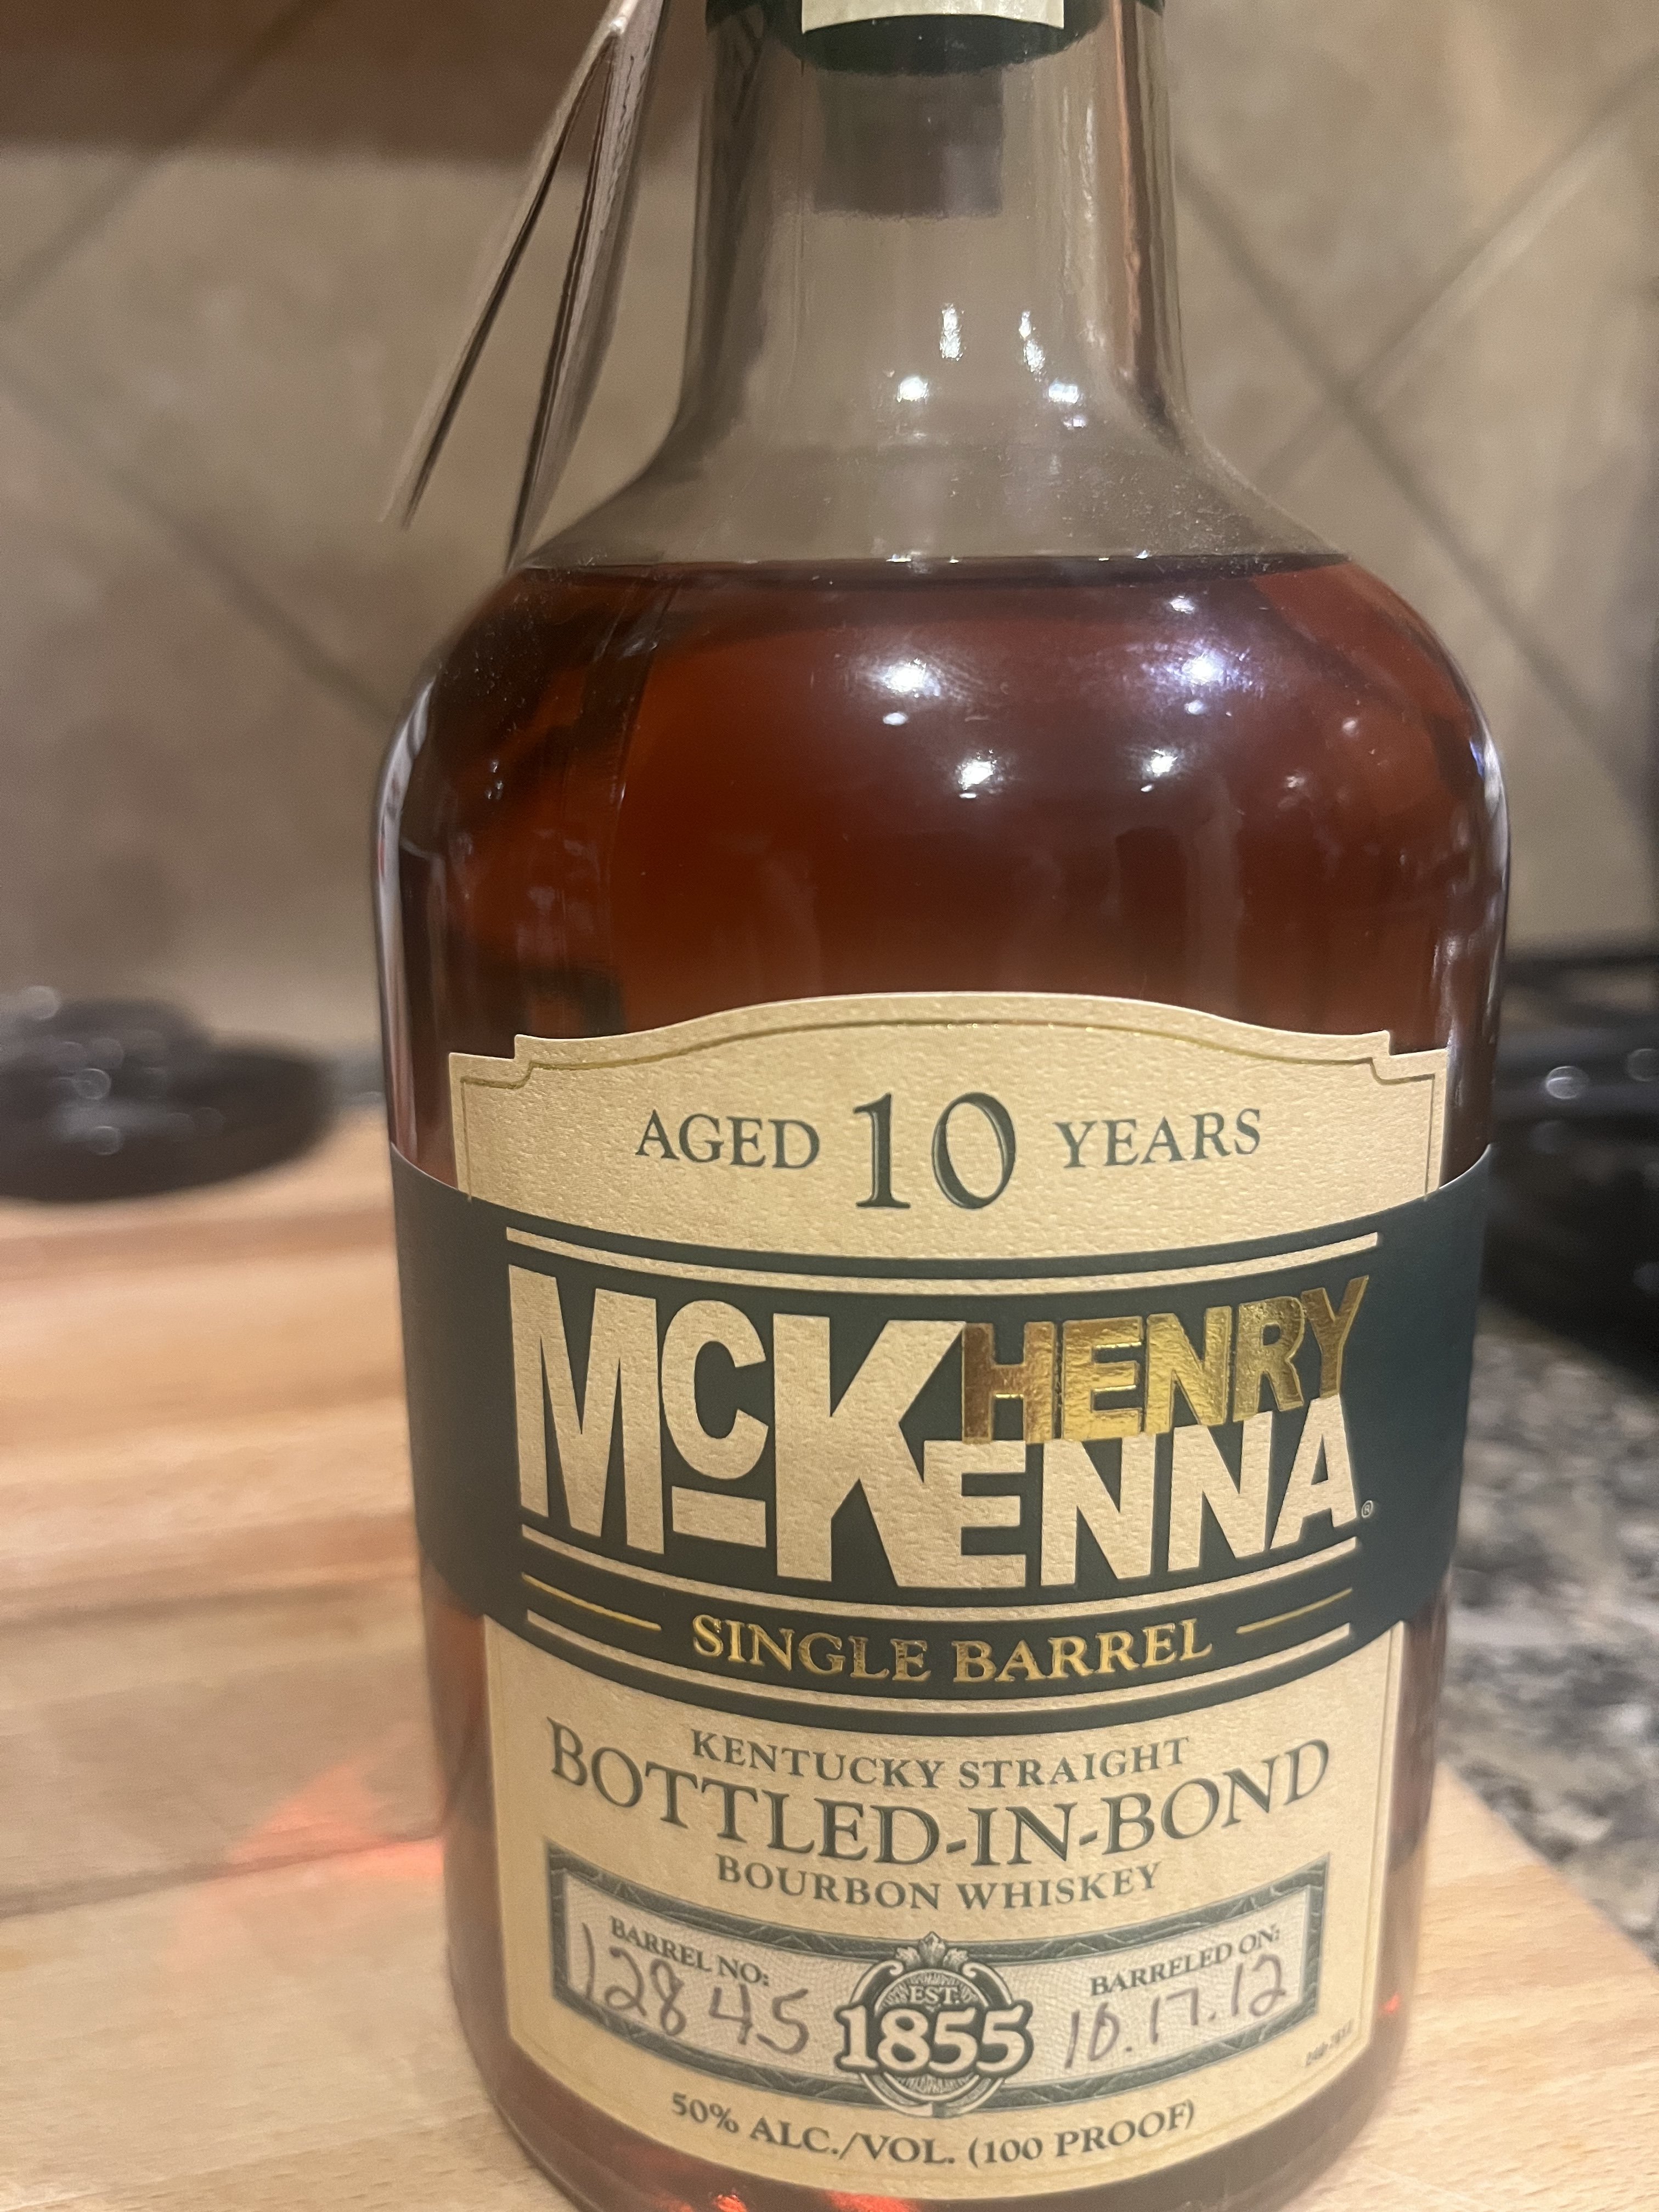 AGED 10 YEARS
HENRY
McKENNA®
SINGLE BARREL
KENTUCKY STRAIGHT
BOTTLED-IN-BOND
BOURBON WHISKEY
BARREL NO:
12845
EST.
1855
BARRELED ON:
10.17.12
50% ALC./VOL. (100 PROOF)